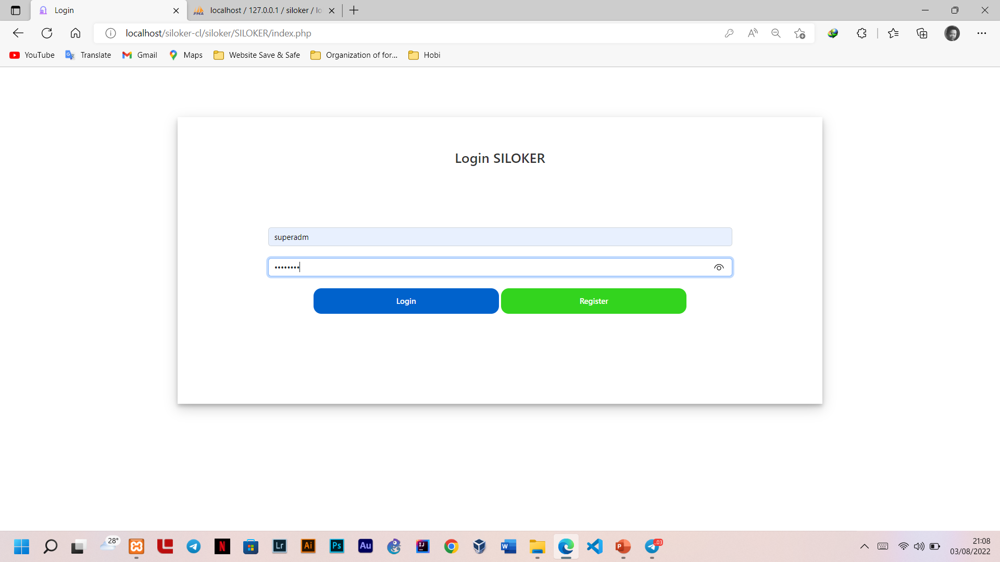 Login
localhost / 127.0.0.1 / siloker / lo
localhost/siloker-cl/siloker/SILOKER/index.php
YouTube
Translate
Gmail
Maps
Website Save & Safe
Organization of for...
Hobi
Login SILOKER
superadm
••••••••
Login
Register
28°
21:08
03/08/2022